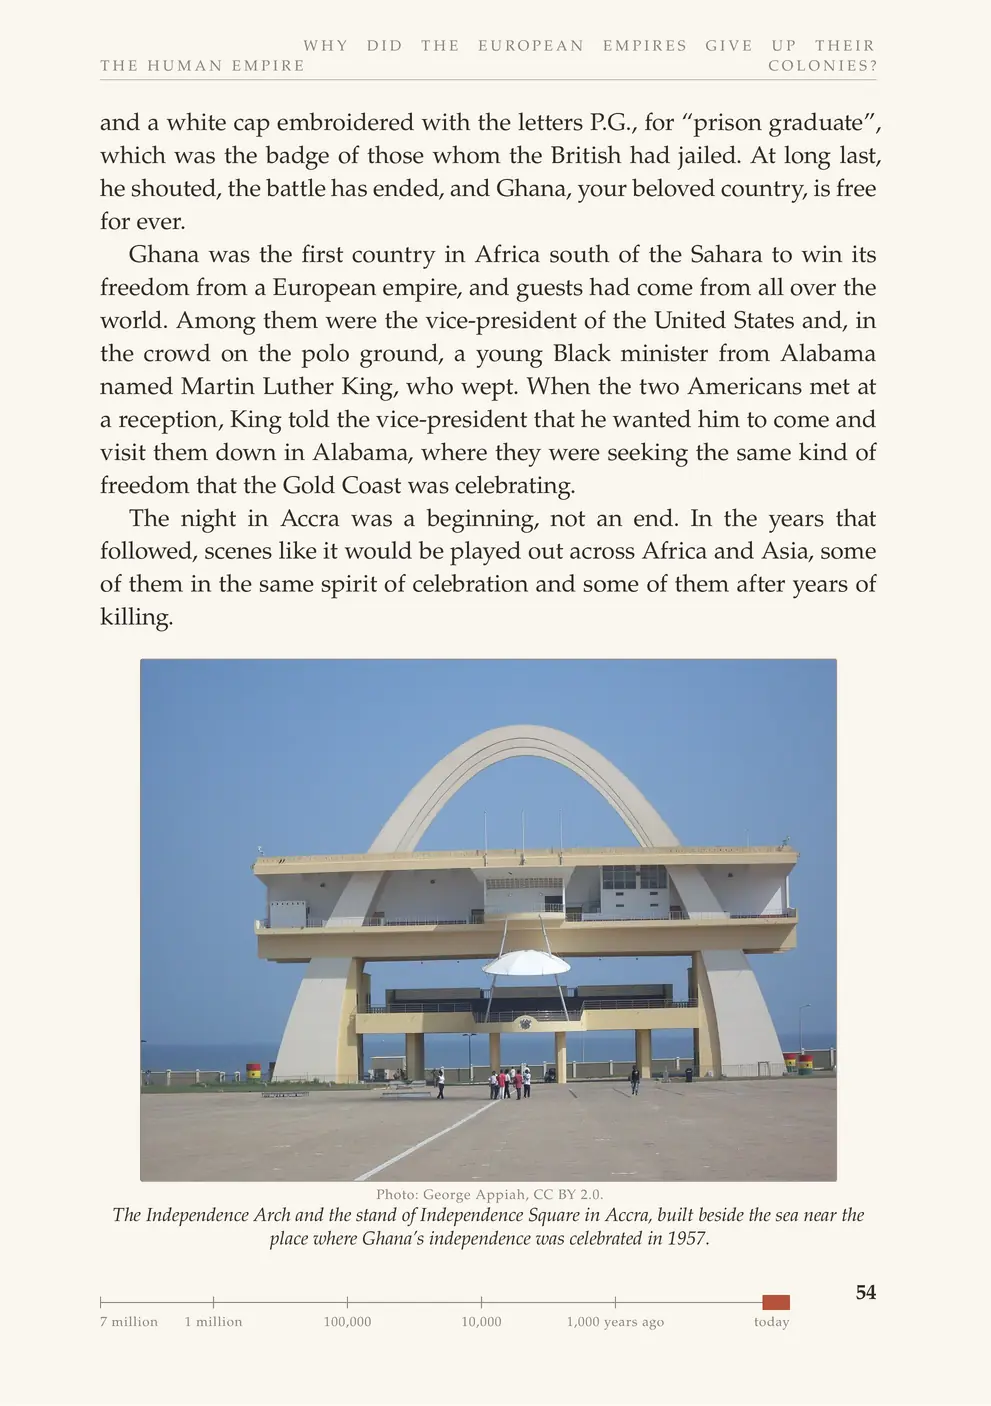 WHY DID THE EUROPEAN EMPIRES GIVE UP THEIR
THE HUMAN EMPIRE COLONIES?
and a white cap embroidered with the letters P.G., for “prison graduate”,
which was the badge of those whom the British had jailed. At long last,
he shouted, the battle has ended, and Ghana, your beloved country, is free
for ever.
Ghana was the first country in Africa south of the Sahara to win its
freedom from a European empire, and guests had come from all over the
world. Among them were the vice-president of the United States and, in
the crowd on the polo ground, a young Black minister from Alabama
named Martin Luther King, who wept. When the two Americans met at
a reception, King told the vice-president that he wanted him to come and
visit them down in Alabama, where they were seeking the same kind of
freedom that the Gold Coast was celebrating.
The night in Accra was a beginning, not an end. In the years that
followed, scenes like it would be played out across Africa and Asia, some
of them in the same spirit of celebration and some of them after years of
killing.
Photo: George Appiah, CC BY 2.0.
The Independence Arch and the stand of Independence Square in Accra, built beside the sea near the
place where Ghana’s independence was celebrated in 1957.
54
7 million 1 million 100,000 10,000 1,000 years ago today